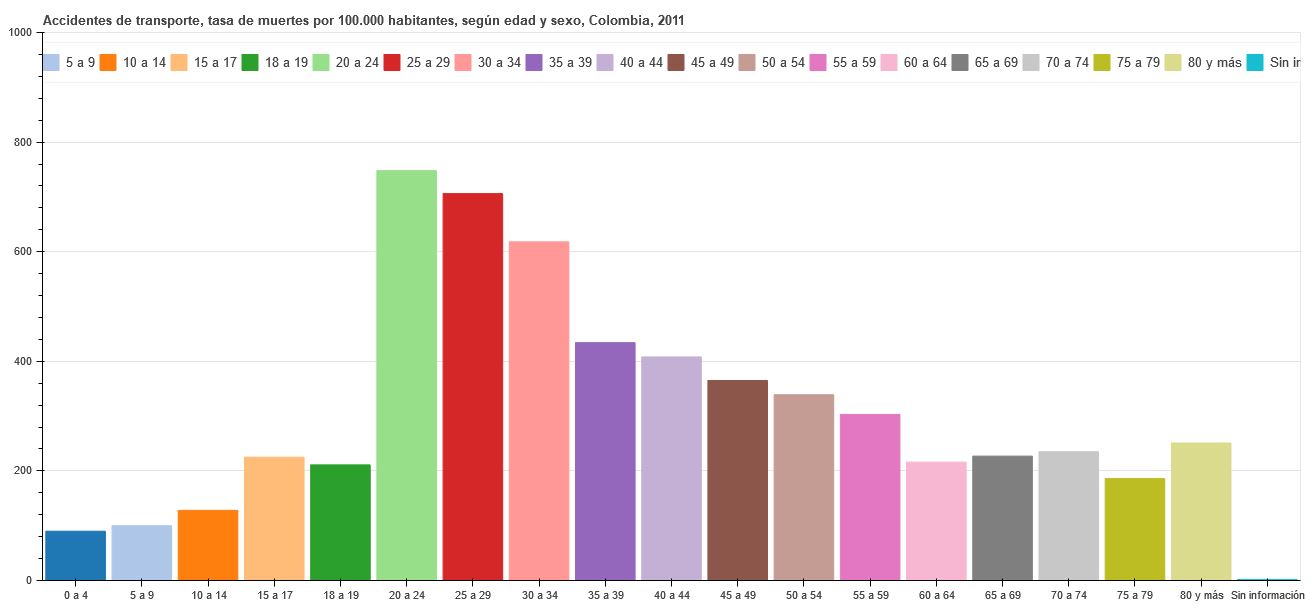 Accidentes de transporte, tasa de muertes por 100.000 habitantes, según edad y sexo, Colombia, 2011
1000
5 a 9 10 a 14 15 a 17 18 a 19 20 a 24 25 a 29 30 a 34 35 a 39 40 a 44 45 a 49 50 a 54 55 a 59 60 a 64 65 a 69 70 a 74 75 a 79 80 y más Sin ir
800
600
400
200
0
0 a 4 5 a 9 10 a 14 15 a 17 18 a 19 20 a 24 25 a 29 30 a 34 35 a 39 40 a 44 45 a 49 50 a 54 55 a 59 60 a 64 65 a 69 70 a 74 75 a 79 80 y más Sin información